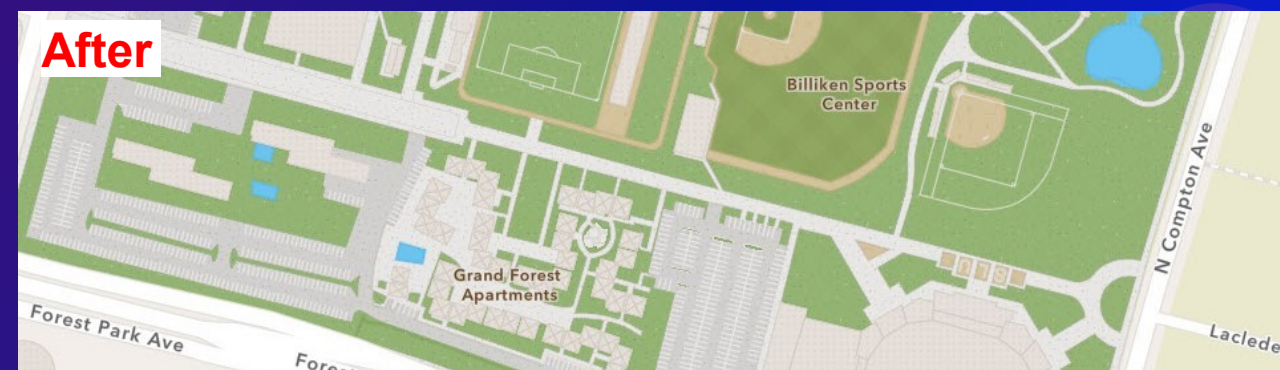 After
Billiken Sports
Center
N Compton Ave
Grand Forest
Apartments
Forest Park Ave
Laclede